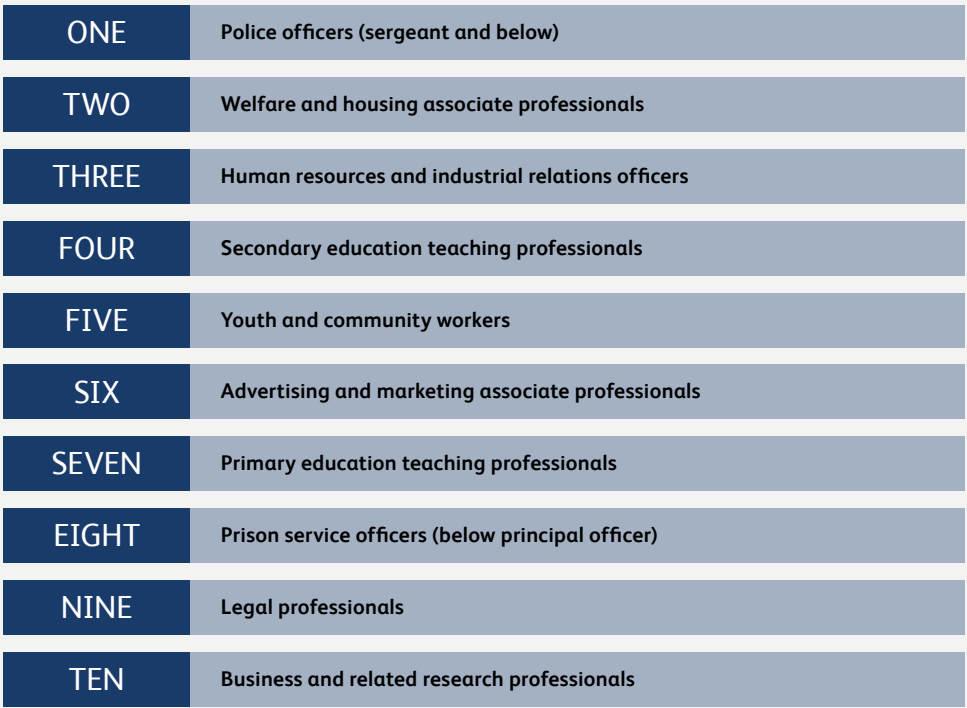 ONE Police officers (sergeant and below)
TWO Welfare and housing associate professionals
THREE Human resources and industrial relations officers
FOUR Secondary education teaching professionals
FIVE Youth and community workers
SIX Advertising and marketing associate professionals
SEVEN Primary education teaching professionals
EIGHT Prison service officers (below principal officer)
NINE Legal professionals
TEN Business and related research professionals